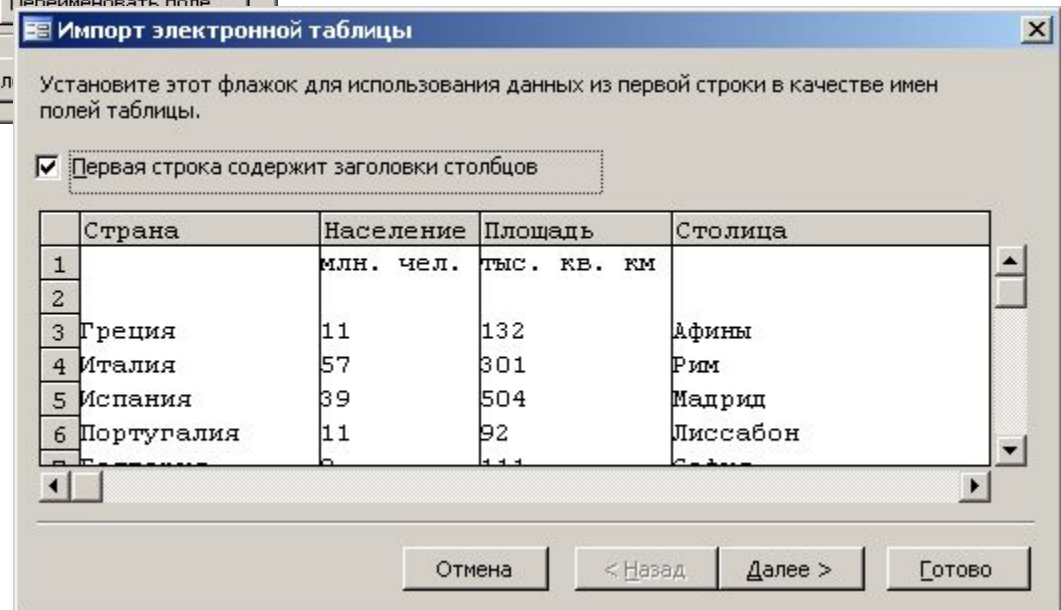 Переименовать поле
Импорт электронной таблицы
Установите этот флажок для использования данных из первой строки в качестве имен
полей таблицы.
Первая строка содержит заголовки столбцов
Страна Население Площадь Столица
1 млн. чел. тыс. кв. км
2
3 Греция 11 132 Афины
4 Италия 57 301 Рим
5 Испания 39 504 Мадрид
6 Португалия 11 92 Лиссабон
Отмена < Назад Далее > Готово